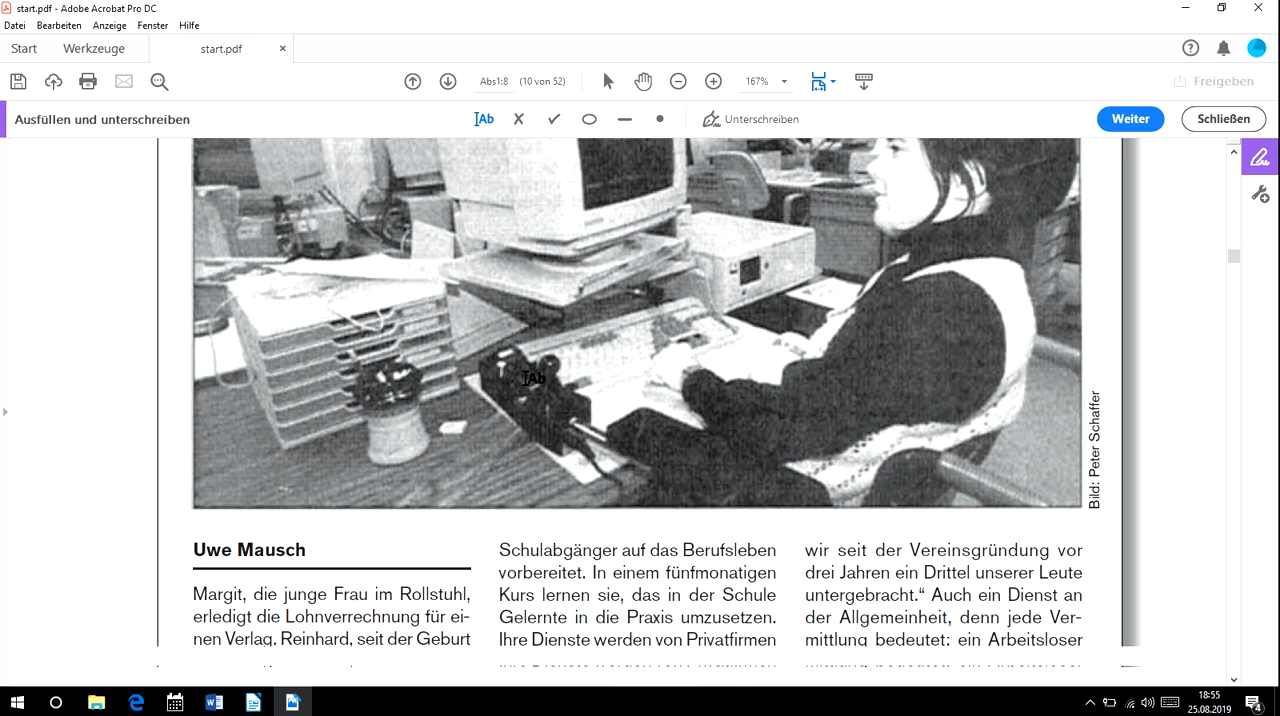 start.pdf - Adobe Acrobat Pro DC
Datei Bearbeiten Anzeige Fenster Hilfe
Start Werkzeuge start.pdf
Abs1:8 (10 von 52) 167% Freigeben
Ausfüllen und unterschreiben Ab Unterschreiben Weiter Schließen
Ab
Bild: Peter Schaffer
Uwe Mausch
Margit, die junge Frau im Rollstuhl,
erledigt die Lohnverrechnung für ei-
nen Verlag. Reinhard, seit der Geburt
Schulabgänger auf das Berufsleben
vorbereitet. In einem fünfmonatigen
Kurs lernen sie, das in der Schule
Gelernte in die Praxis umzusetzen.
Ihre Dienste werden von Privatfirmen
wir seit der Vereinsgründung vor
drei Jahren ein Drittel unserer Leute
untergebracht.“ Auch ein Dienst an
der Allgemeinheit, denn jede Ver-
mittlung bedeutet: ein Arbeitsloser
18:55
25.08.2019
4